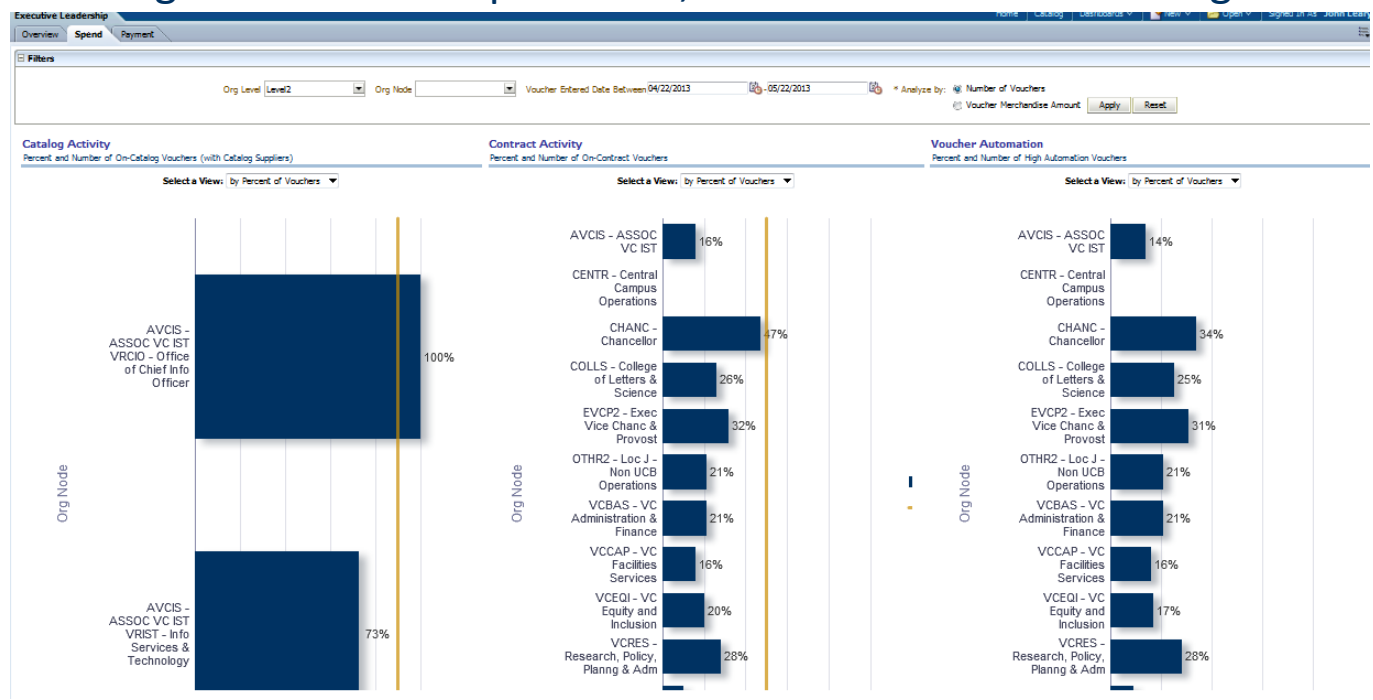 Executive Leadership
Home Catalog Dashboards New Open Signed In As John Leary
Overview Spend Payment
Filters
Org Level Level2 Org Node Voucher Entered Date Between 04/22/2013 - 05/22/2013 * Analyze by: Number of Vouchers
Voucher Merchandise Amount Apply Reset
Catalog Activity
Percent and Number of On-Catalog Vouchers (with Catalog Suppliers)
Select a View: by Percent of Vouchers
AVCIS -
ASSOC VC IST
VRCIO - Office
of Chief Info
Officer
100%
AVCIS -
ASSOC VC IST
VRIST - Info
Services &
Technology
73%
Org Node
Contract Activity
Percent and Number of On-Contract Vouchers
Select a View: by Percent of Vouchers
AVCIS - ASSOC
VC IST
16%
CENTR - Central
Campus
Operations
CHANC -
Chancellor
47%
COLLS - College
of Letters &
Science
26%
EVCP2 - Exec
Vice Chanc &
Provost
32%
OTHR2 - Loc J -
Non UCB
Operations
21%
VCBAS - VC
Administration &
Finance
21%
VCCAP - VC
Facilities
Services
16%
VCEQI - VC
Equity and
Inclusion
20%
VCRES -
Research, Policy,
Planng & Adm
28%
Org Node
Voucher Automation
Percent and Number of High Automation Vouchers
Select a View: by Percent of Vouchers
AVCIS - ASSOC
VC IST
14%
CENTR - Central
Campus
Operations
CHANC -
Chancellor
34%
COLLS - College
of Letters &
Science
25%
EVCP2 - Exec
Vice Chanc &
Provost
31%
OTHR2 - Loc J -
Non UCB
Operations
21%
VCBAS - VC
Administration &
Finance
21%
VCCAP - VC
Facilities
Services
16%
VCEQI - VC
Equity and
Inclusion
17%
VCRES -
Research, Policy,
Planng & Adm
28%
Org Node